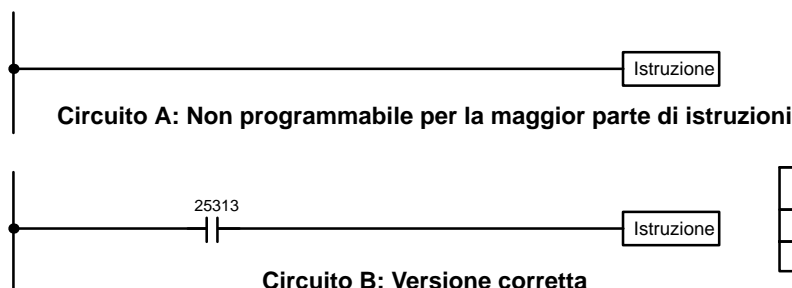 Istruzione
Circuito A: Non programmabile per la maggior parte di istruzioni
25313
Istruzione
Circuito B: Versione corretta